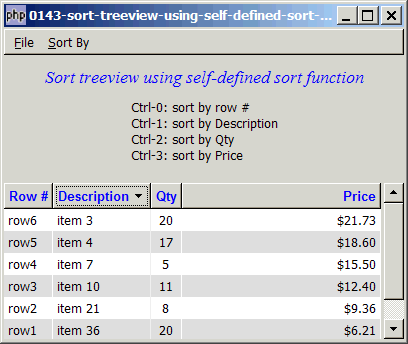 php 0143-sort-treeview-using-self-defined-sort-...
File Sort By
Sort treeview using self-defined sort function
Ctrl-0: sort by row #
Ctrl-1: sort by Description
Ctrl-2: sort by Qty
Ctrl-3: sort by Price
Row # Description Qty Price
row6 item 3 20 $21.73
row5 item 4 17 $18.60
row4 item 7 5 $15.50
row3 item 10 11 $12.40
row2 item 21 8 $9.36
row1 item 36 20 $6.21